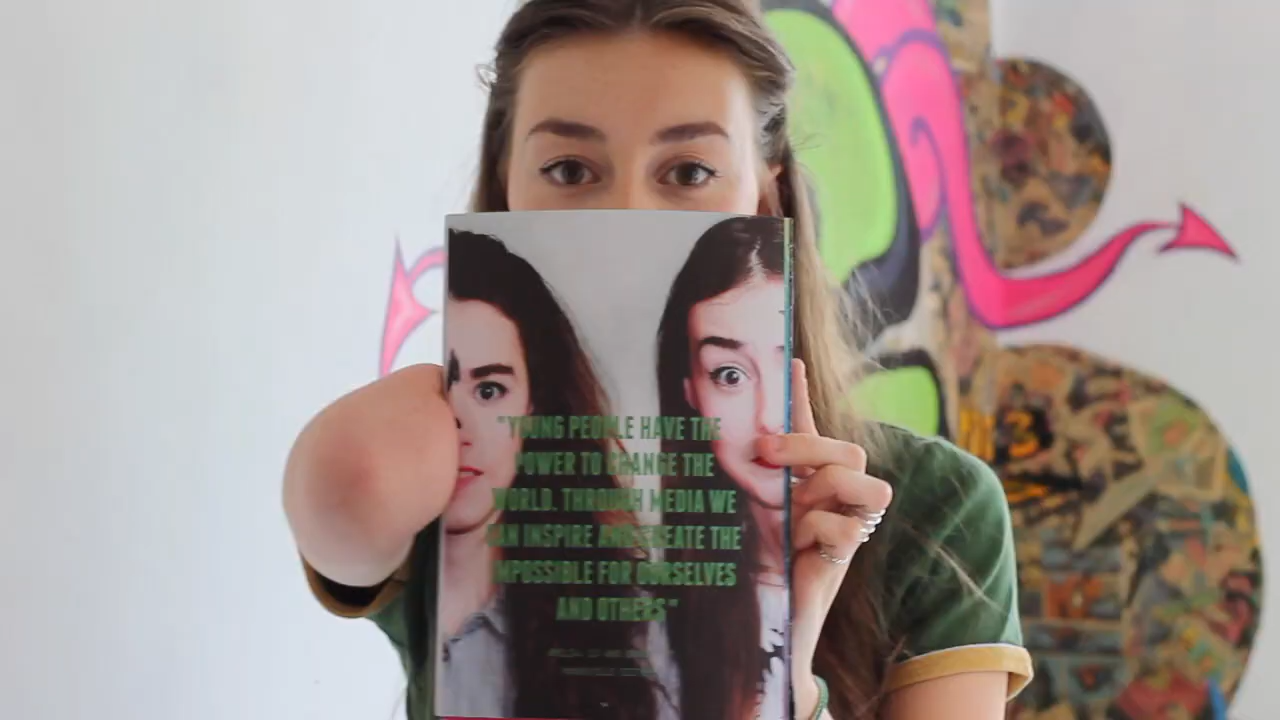 "YOUNG PEOPLE HAVE THE
POWER TO CHANGE THE
WORLD. THROUGH MEDIA WE
CAN INSPIRE AND CREATE THE
IMPOSSIBLE FOR OURSELVES
AND OTHERS"
3